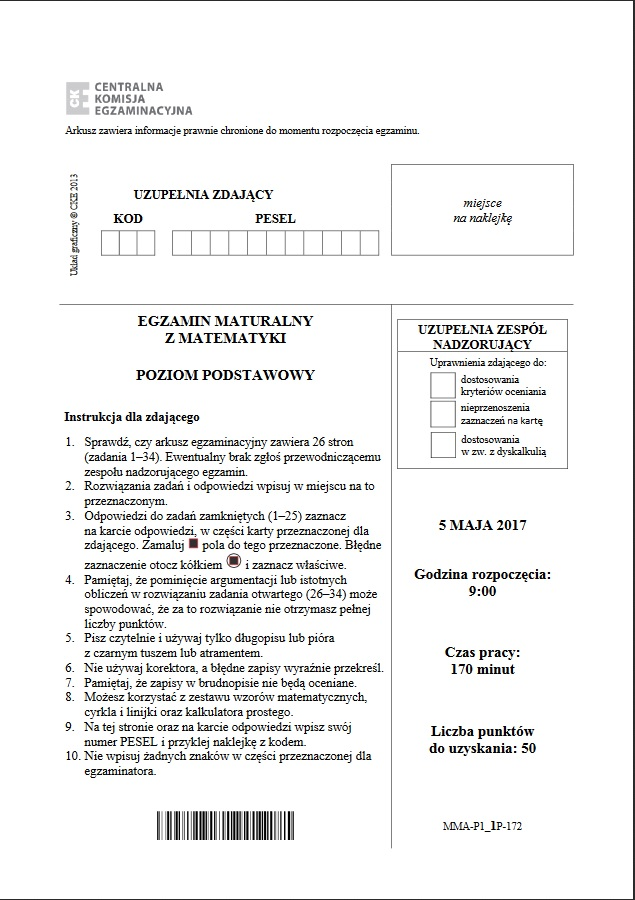 CENTRALNA
KOMISJA
EGZAMINACYJNA
Arkusz zawiera informacje prawnie chronione do momentu rozpoczęcia egzaminu.
Układ graficzny © CKE 2013
UZUPEŁNIA ZDAJĄCY
KOD PESEL
miejsce
na naklejkę
EGZAMIN MATURALNY
Z MATEMATYKI
POZIOM PODSTAWOWY
Instrukcja dla zdającego
1. Sprawdź, czy arkusz egzaminacyjny zawiera 26 stron
(zadania 1–34). Ewentualny brak zgłoś przewodniczącemu
zespołu nadzorującego egzamin.
2. Rozwiązania zadań i odpowiedzi wpisuj w miejscu na to
przeznaczonym.
3. Odpowiedzi do zadań zamkniętych (1–25) zaznacz
na karcie odpowiedzi, w części karty przeznaczonej dla
zdającego. Zamaluj pola do tego przeznaczone. Błędne
zaznaczenie otocz kółkiem i zaznacz właściwe.
4. Pamiętaj, że pominięcie argumentacji lub istotnych
obliczeń w rozwiązaniu zadania otwartego (26–34) może
spowodować, że za to rozwiązanie nie otrzymasz pełnej
liczby punktów.
5. Pisz czytelnie i używaj tylko długopisu lub pióra
z czarnym tuszem lub atramentem.
6. Nie używaj korektora, a błędne zapisy wyraźnie przekreśl.
7. Pamiętaj, że zapisy w brudnopisie nie będą oceniane.
8. Możesz korzystać z zestawu wzorów matematycznych,
cyrkla i linijki oraz kalkulatora prostego.
9. Na tej stronie oraz na karcie odpowiedzi wpisz swój
numer PESEL i przyklej naklejkę z kodem.
10. Nie wpisuj żadnych znaków w części przeznaczonej dla
egzaminatora.
UZUPEŁNIA ZESPÓŁ
NADZORUJĄCY
Uprawnienia zdającego do:
dostosowania
kryteriów oceniania
nieprzenoszenia
zaznaczeń na kartę
dostosowania
w zw. z dyskalkulią
5 MAJA 2017
Godzina rozpoczęcia:
9:00
Czas pracy:
170 minut
Liczba punktów
do uzyskania: 50
MMA-P1_1P-172